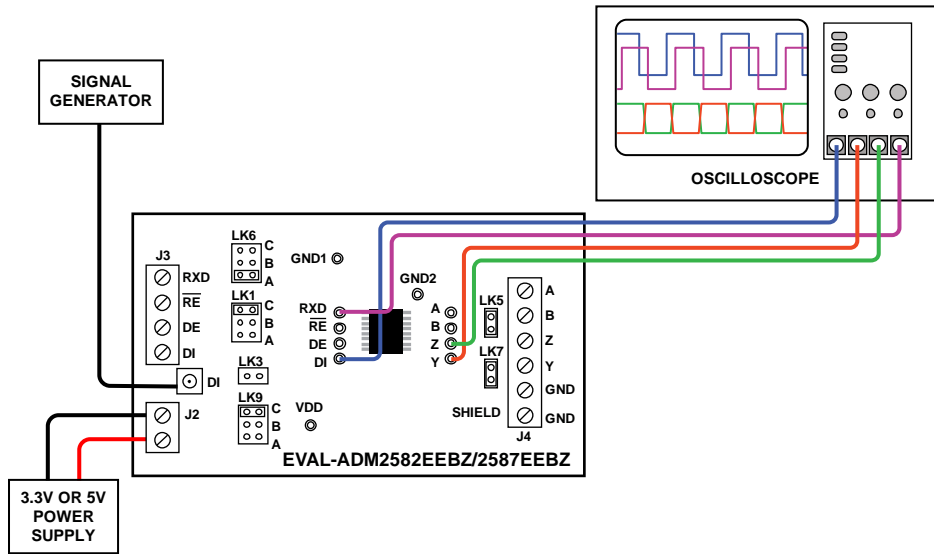 SIGNAL
GENERATOR
OSCILLOSCOPE
J3
RXD
RE
DE
DI
DI
J2
LK6
C
B
A
LK1
C
B
A
LK3
LK9
C
B
A
GND1
GND2
RXD
RE
DE
DI
VDD
A
B
Z
Y
LK5
LK7
A
B
Z
Y
GND
SHIELD
GND
J4
EVAL-ADM2582EEBZ/2587EEBZ
3.3V OR 5V
POWER
SUPPLY